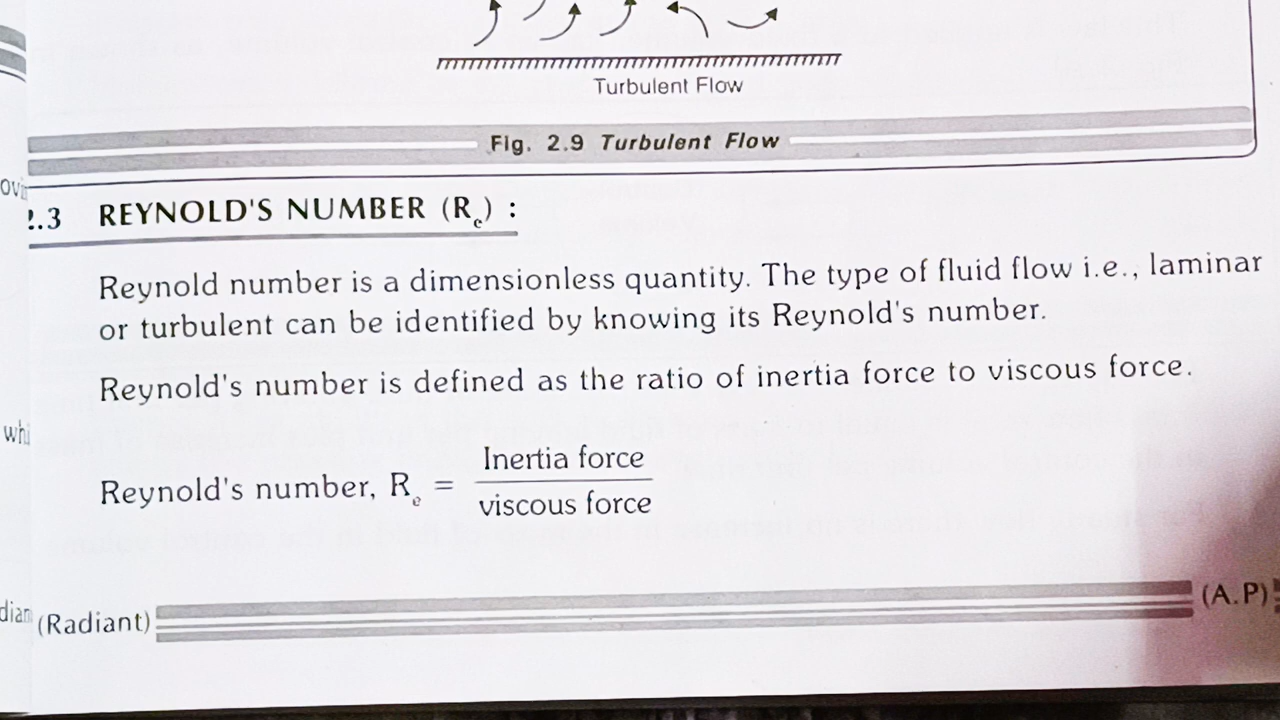 Turbulent Flow
Fig. 2.9 Turbulent Flow
2.3 REYNOLD'S NUMBER (Re) :
Reynold number is a dimensionless quantity. The type of fluid flow i.e., laminar
or turbulent can be identified by knowing its Reynold's number.
Reynold's number is defined as the ratio of inertia force to viscous force.
Reynold's number, Re = Inertia force
viscous force
(Radiant) (A.P)